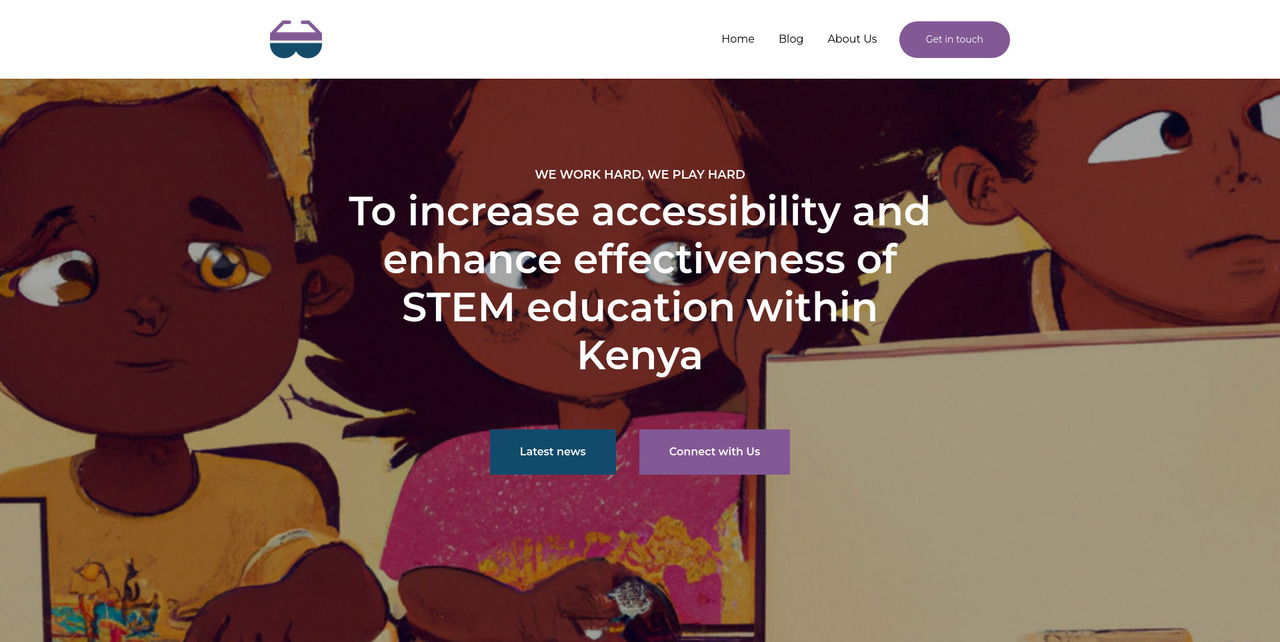 Home
Blog
About Us
Get in touch
WE WORK HARD, WE PLAY HARD
To increase accessibility and
enhance effectiveness of
STEM education within
Kenya
Latest news
Connect with Us